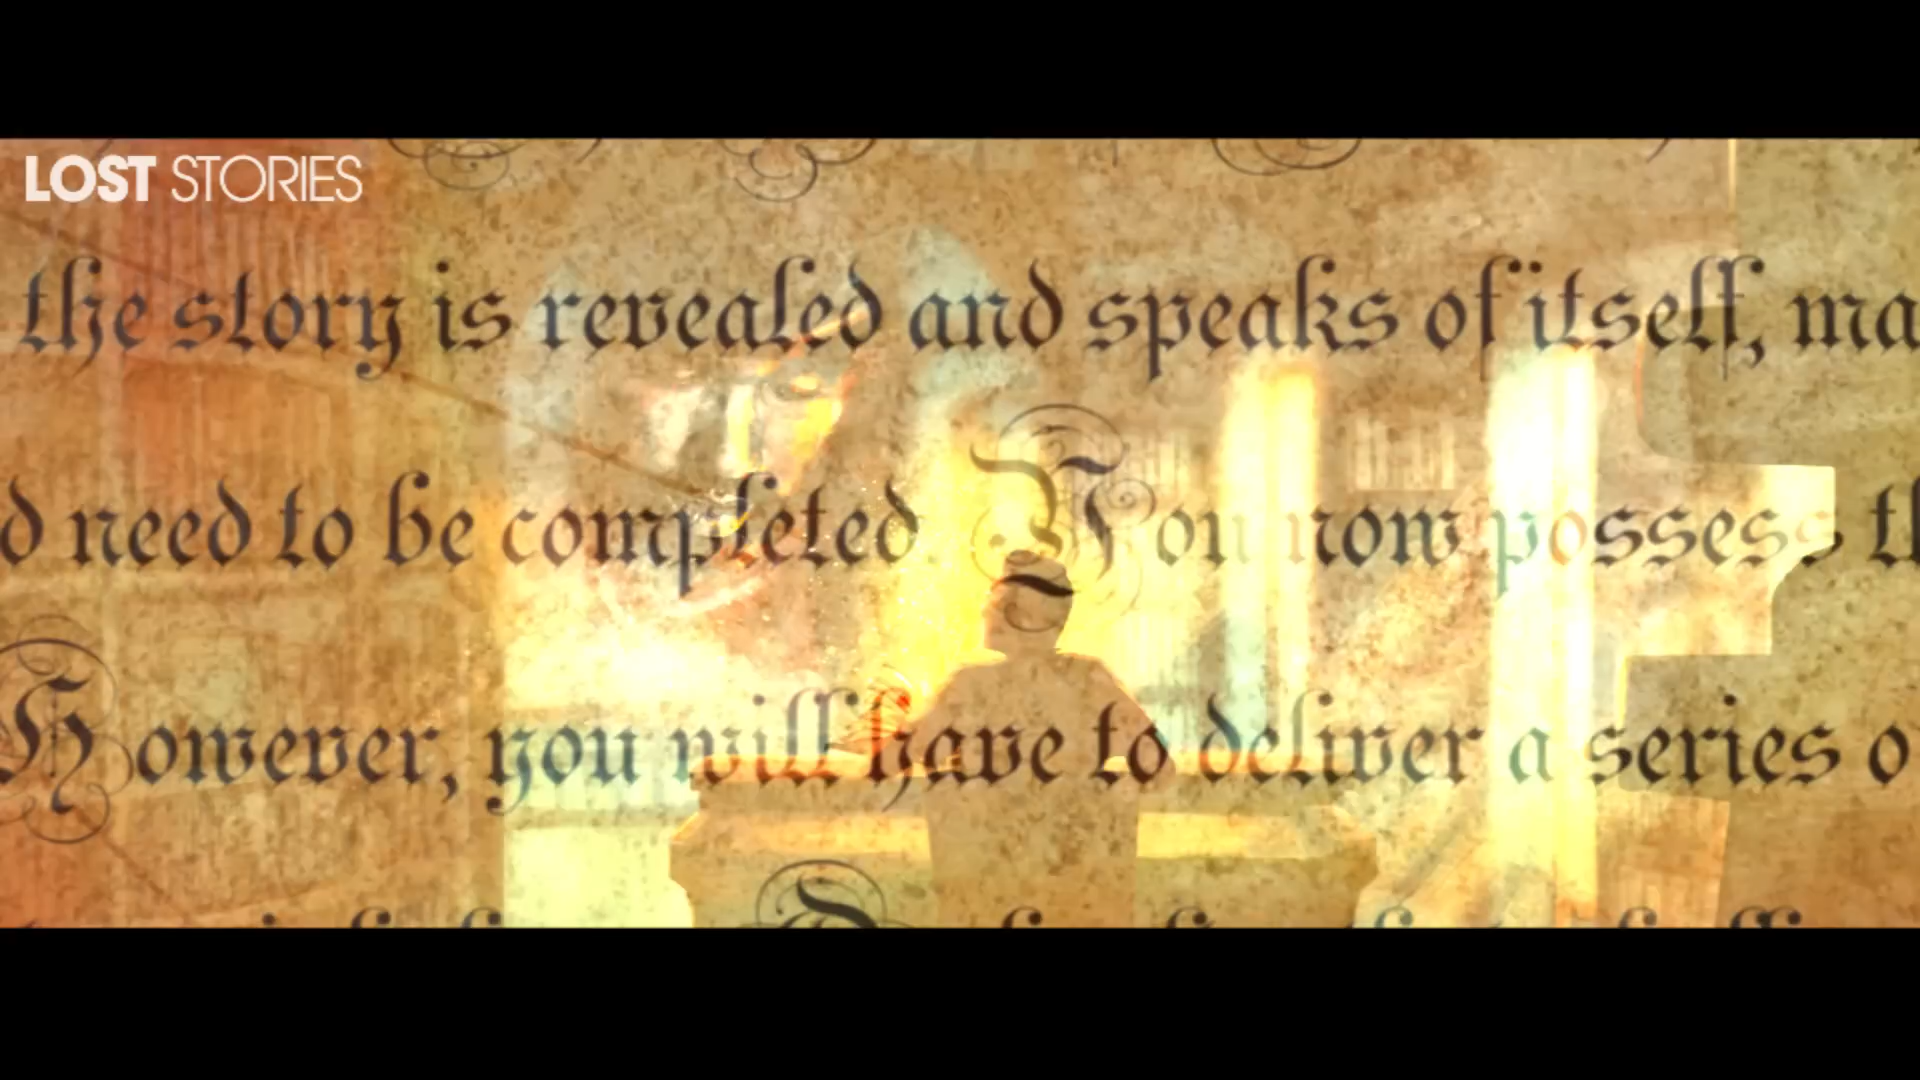 LOST STORIES
the story is revealed and speaks of itself, ma
d need to be completed. You now possess th
However, you will have to deliver a series o